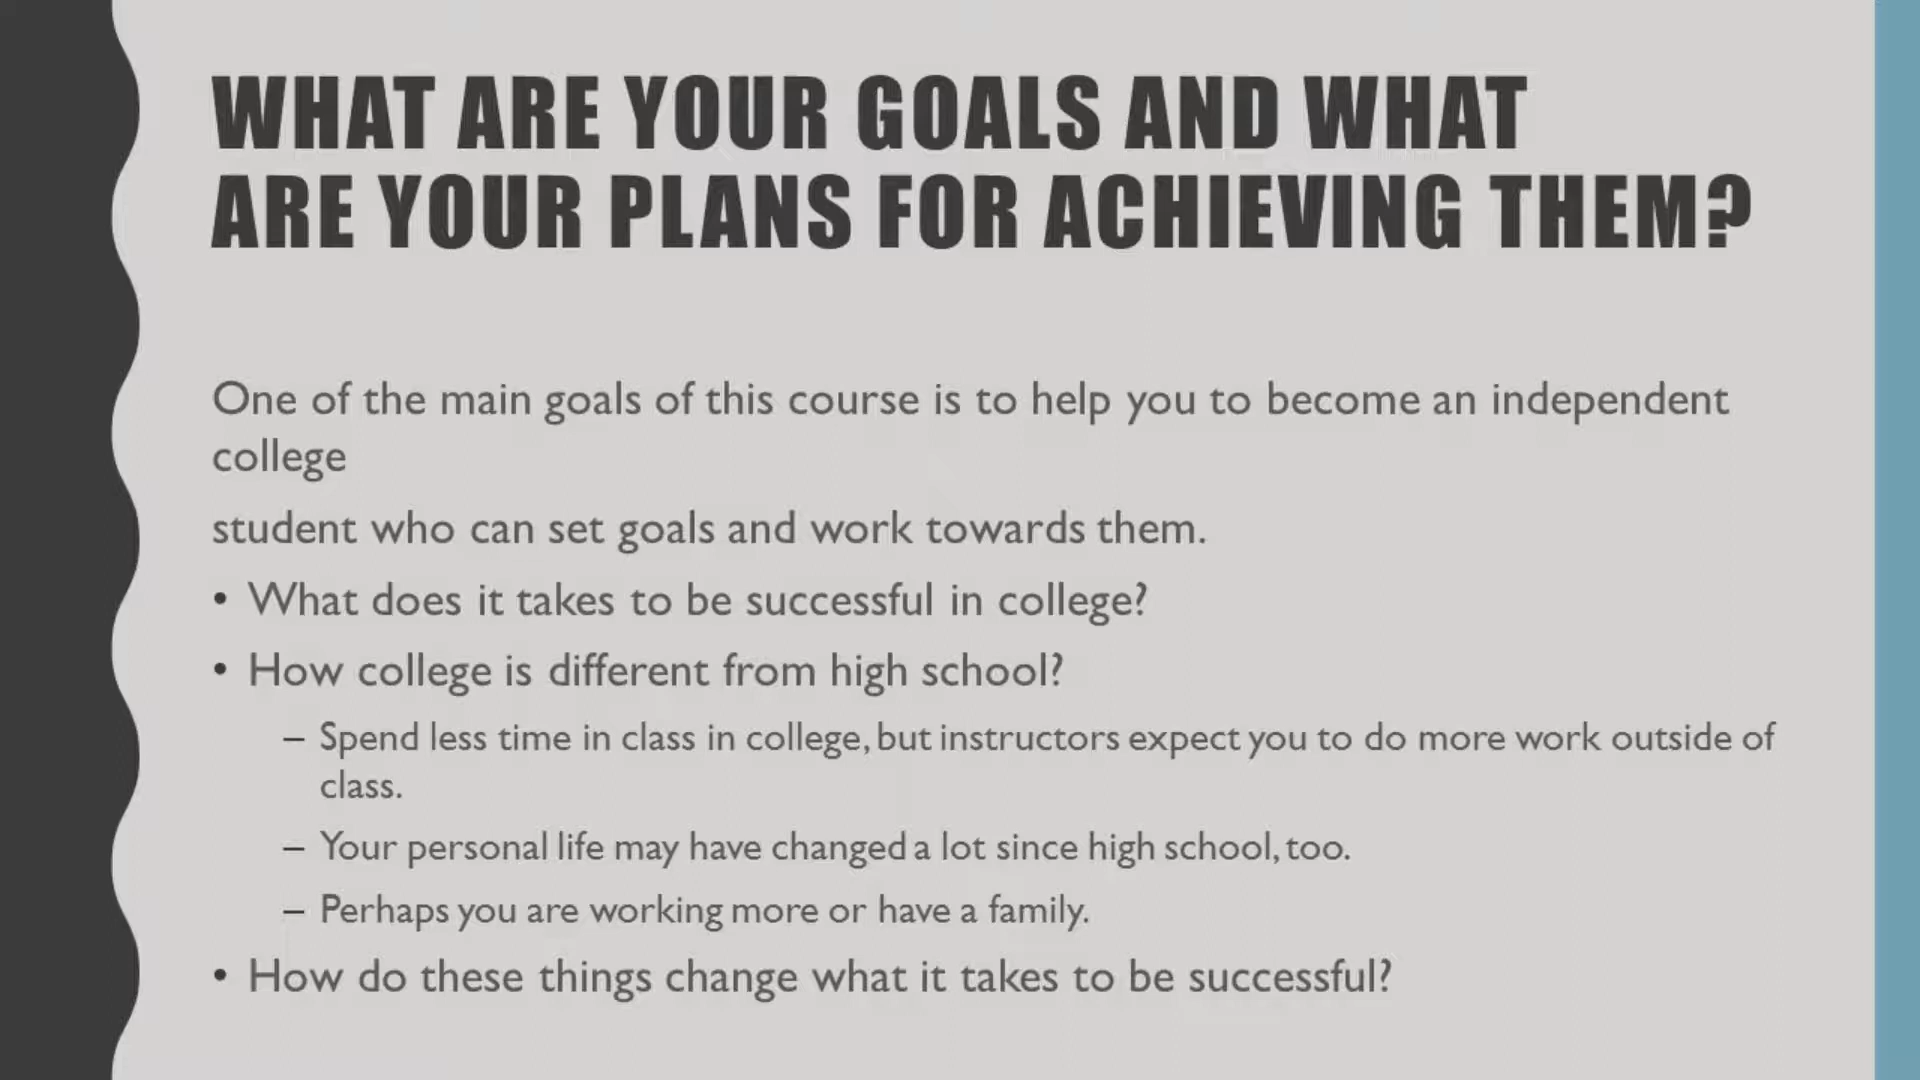 WHAT ARE YOUR GOALS AND WHAT
ARE YOUR PLANS FOR ACHIEVING THEM?
One of the main goals of this course is to help you to become an independent
college
student who can set goals and work towards them.
• What does it takes to be successful in college?
• How college is different from high school?
– Spend less time in class in college, but instructors expect you to do more work outside of
class.
– Your personal life may have changed a lot since high school, too.
– Perhaps you are working more or have a family.
• How do these things change what it takes to be successful?